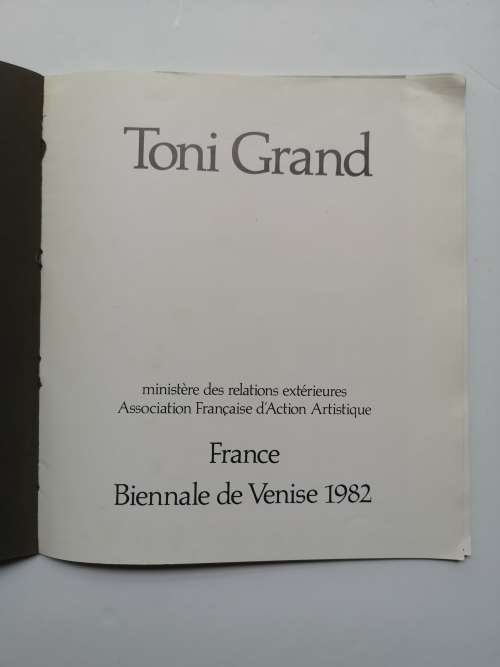 Toni Grand
ministère des relations extérieures
Association Française d'Action Artistique
France
Biennale de Venise 1982